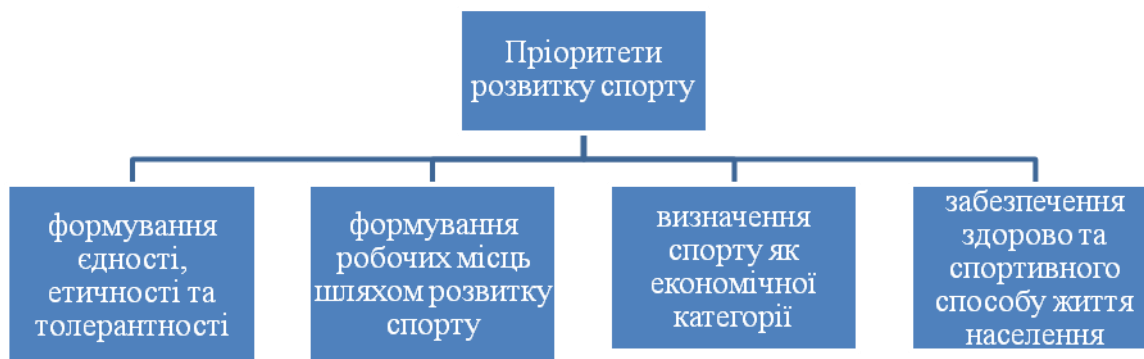 Пріоритети
розвитку спорту
формування
єдності,
етичності та
толерантності
формування
робочих місць
шляхом розвитку
спорту
визначення
спорту як
економічної
категорії
забезпечення
здорово та
спортивного
способу життя
населення